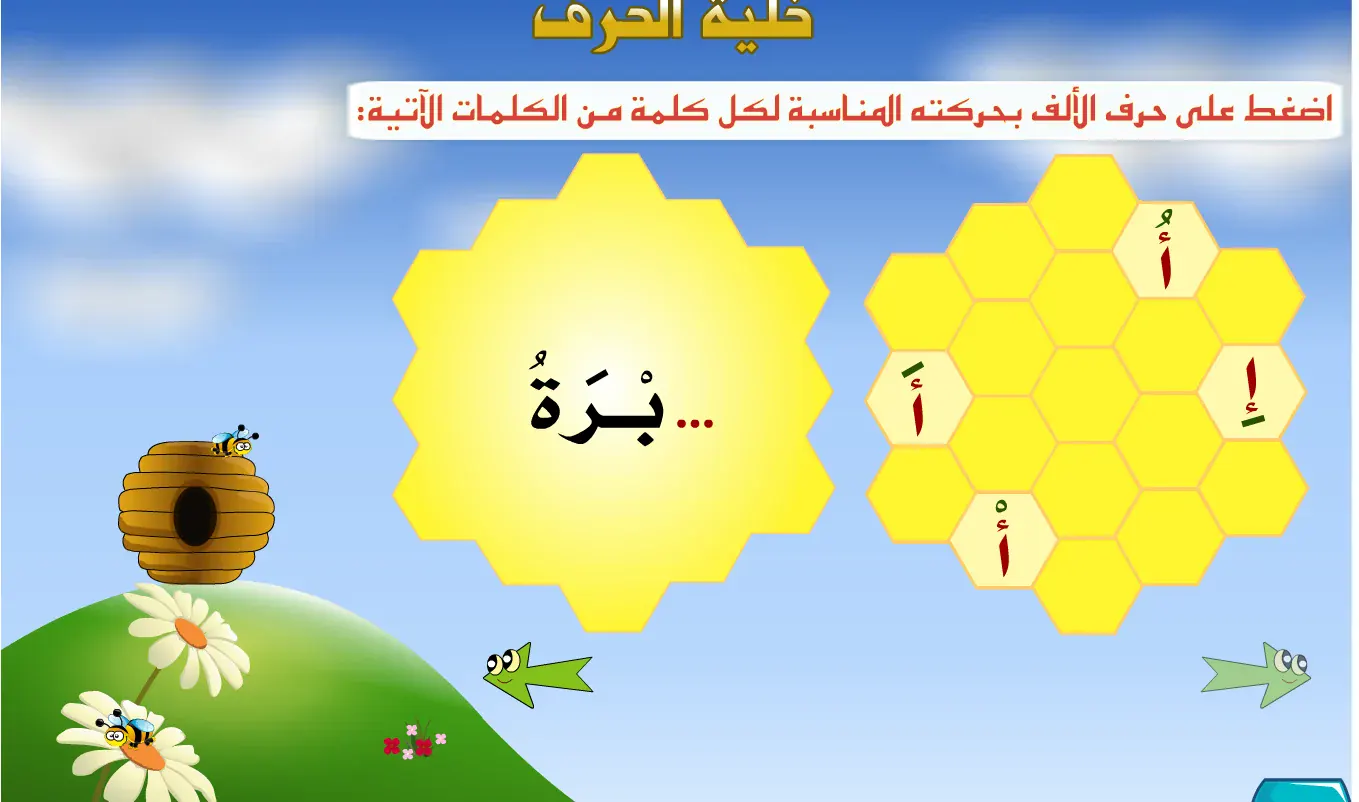 خلية الحرف
اضغط على حرف الألف بحركته المناسبة لكل كلمة من الكلمات الآتية:
أُ
إِ
أَ
أْ
...بْـرَةٌ